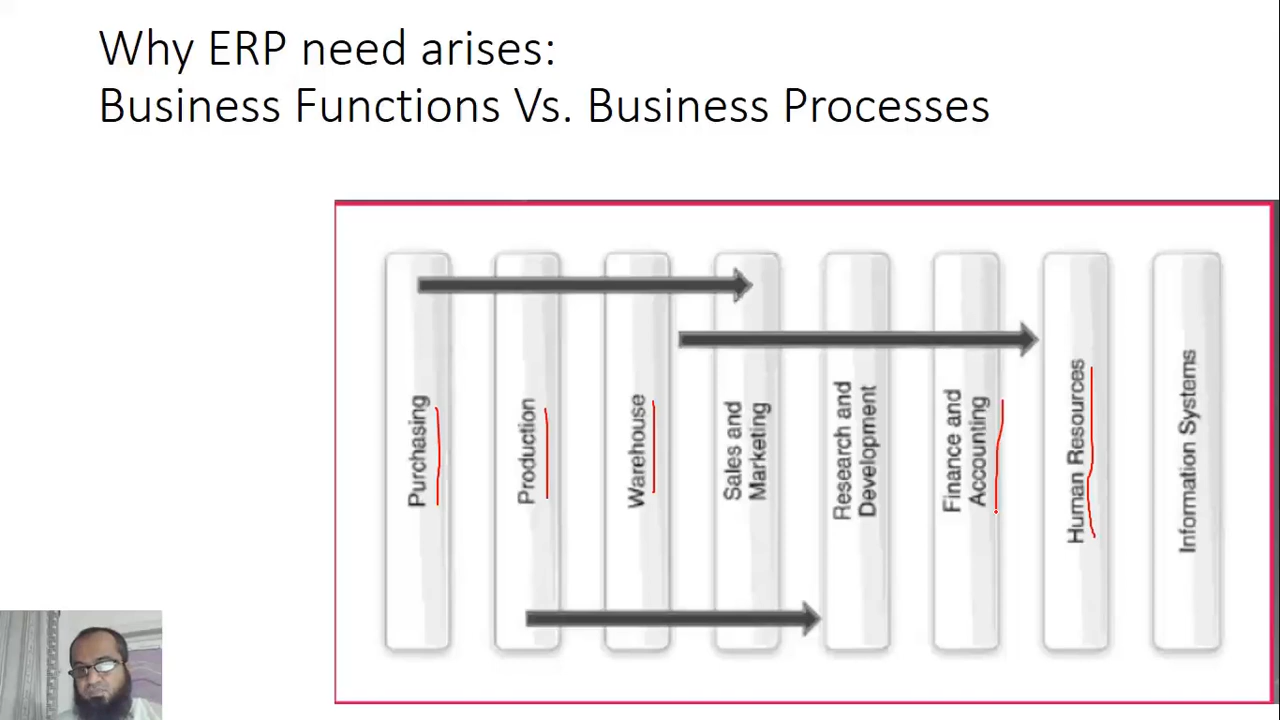 Why ERP need arises:
Business Functions Vs. Business Processes
Purchasing
Production
Warehouse
Sales and
Marketing
Research and
Development
Finance and
Accounting
Human Resources
Information Systems